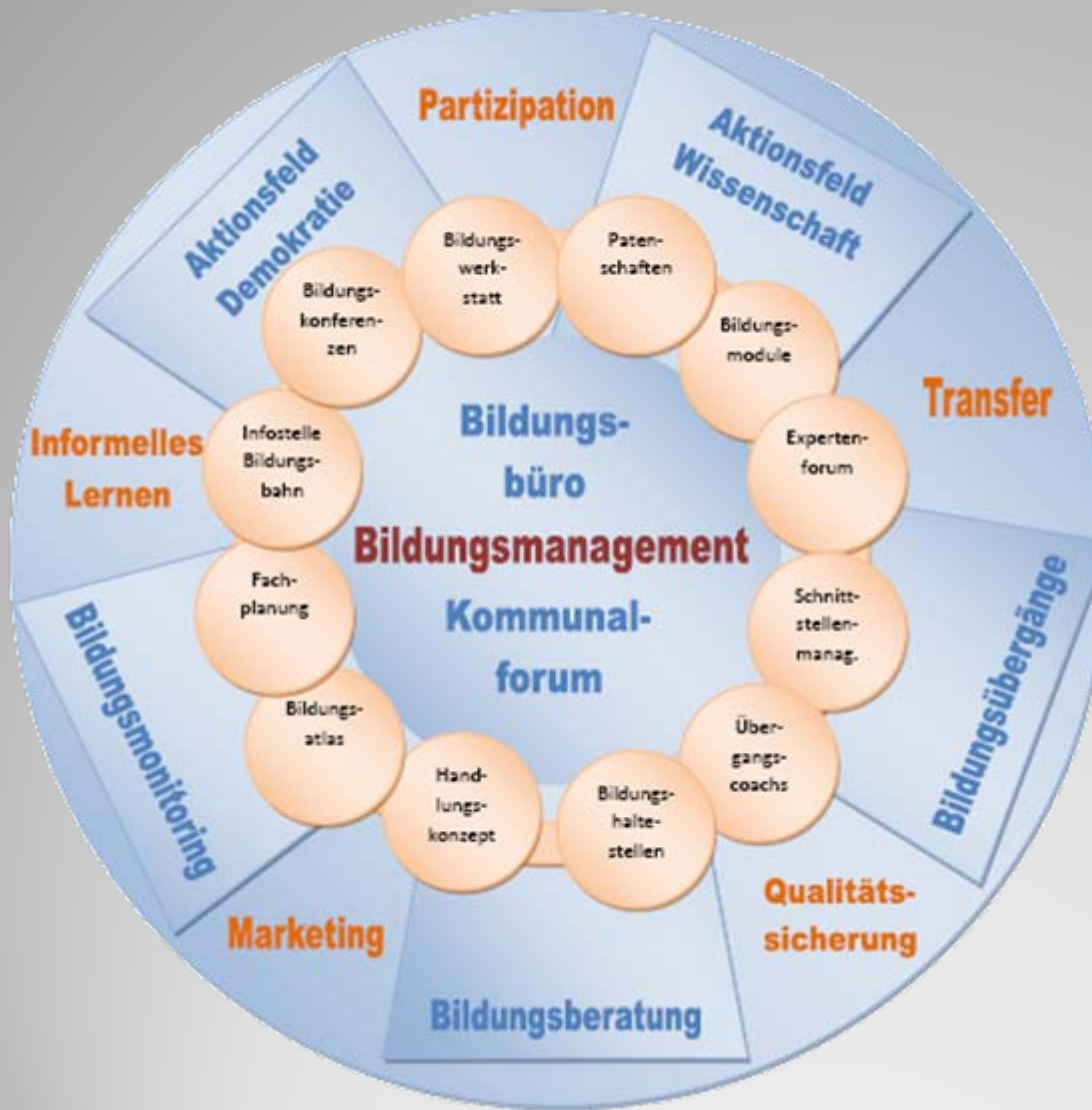 Partizipation
Aktionsfeld
Wissenschaft
Transfer
Bildungsübergänge
Qualitäts-
sicherung
Bildungsberatung
Marketing
Bildungsmonitoring
Informelles
Lernen
Aktionsfeld
Demokratie
Bildungs-
werk-
statt
Paten-
schaften
Bildungs-
module
Experten-
forum
Schnitt-
stellen-
manag.
Über-
gangs-
coachs
Bildungs-
halte-
stellen
Hand-
lungs-
konzept
Bildungs-
atlas
Fach-
planung
Infostelle
Bildungs-
bahn
Bildungs-
konferen-
zen
Bildungs-
büro
Bildungsmanagement
Kommunal-
forum